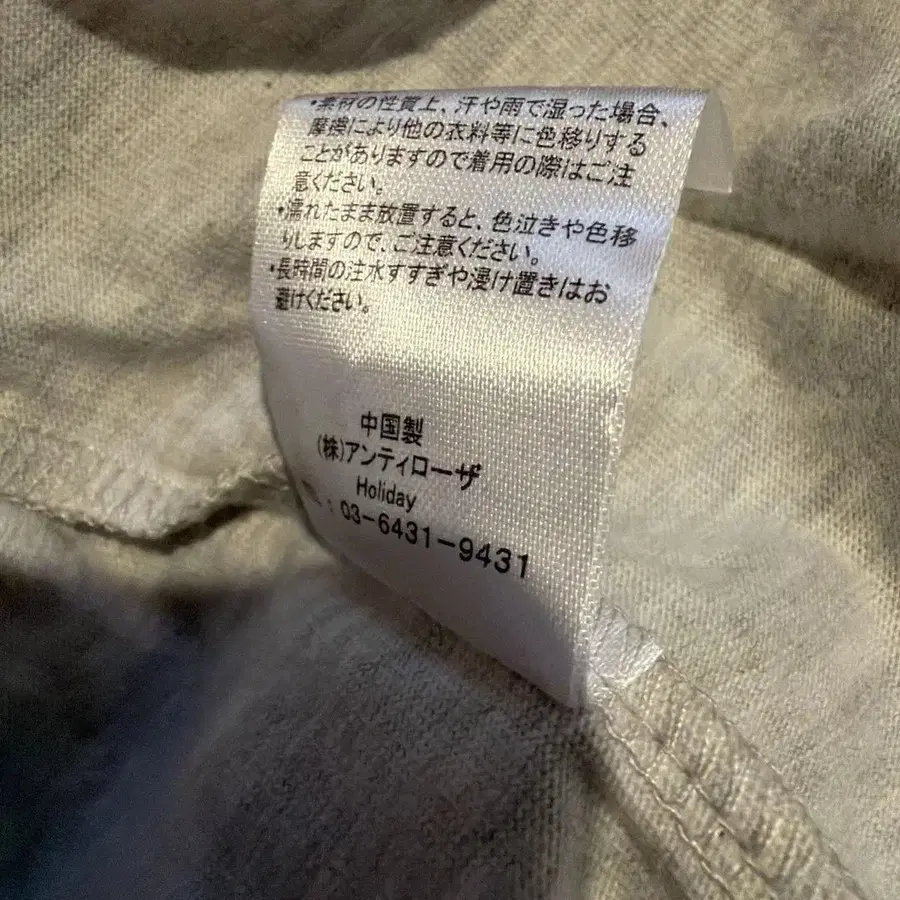 ・素材の性質上、汗や雨で湿った場合、
摩擦により他の衣料等に色移りする
ことがありますので着用の際はご注
意ください。
・濡れたまま放置すると、色泣きや色移
りしますので、ご注意ください。
・長時間の注水すすぎや浸け置きはお
避けください。
中国製
(株)アンティローザ
Holiday
: 03-6431-9431